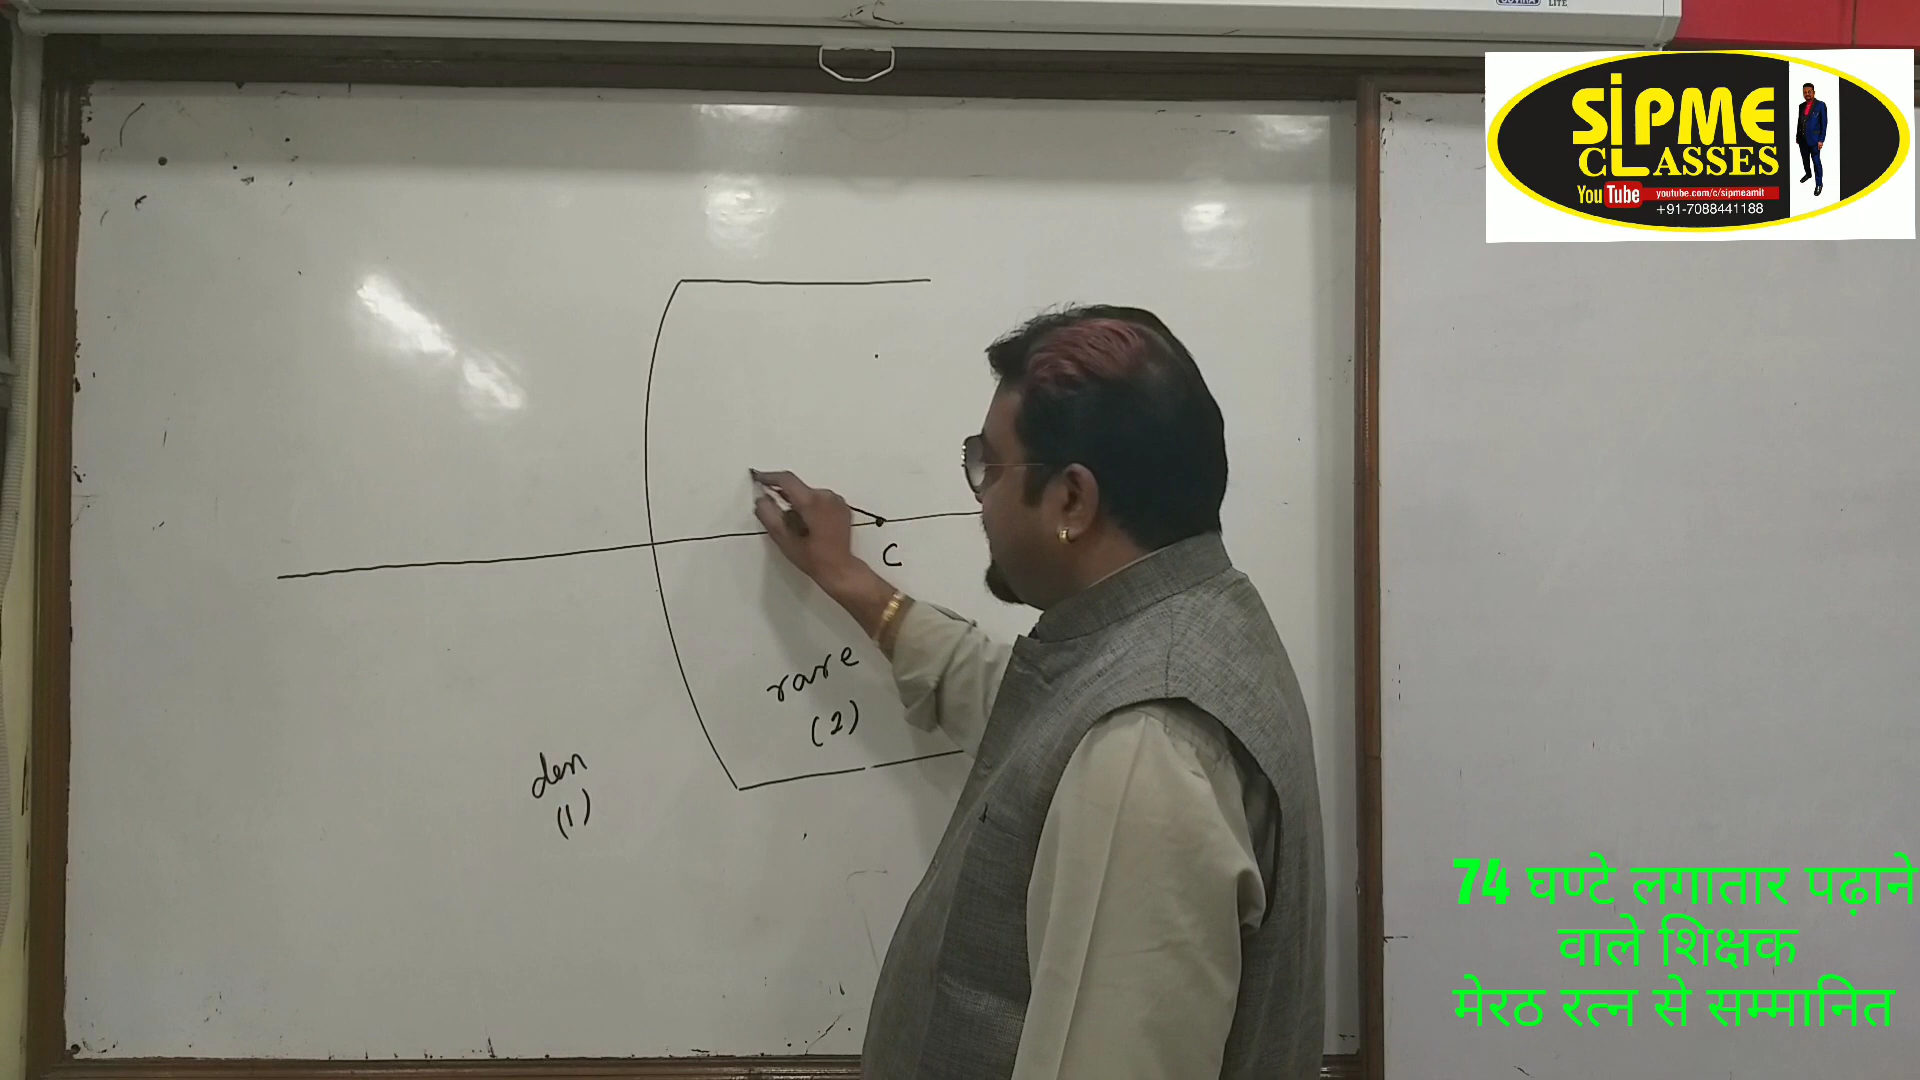 LITE
SiPME
CLASSES
YouTube youtube.com/c/sipmeamit
+91-7088441188
C
rare
(2)
den
(1)
74 घण्टे लगातार पढ़ाने
वाले शिक्षक
मेरठ रत्न से सम्मानित